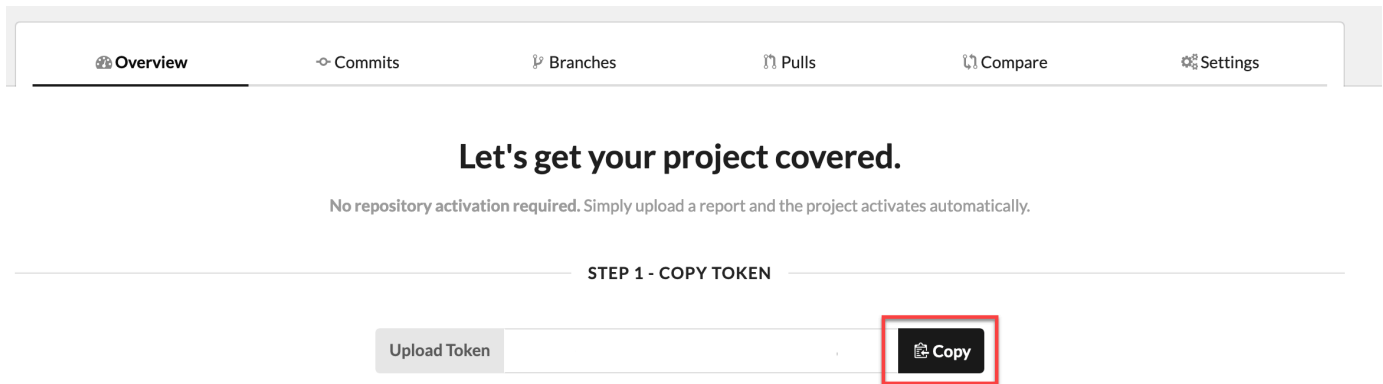 Overview Commits Branches Pulls Compare Settings
Let's get your project covered.
No repository activation required. Simply upload a report and the project activates automatically.
STEP 1 - COPY TOKEN
Upload Token Copy